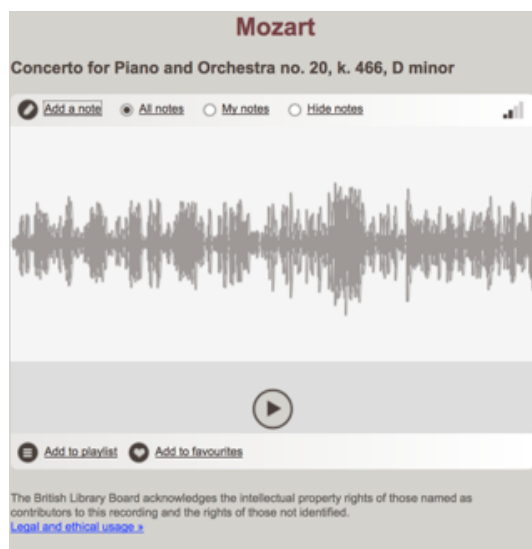 Mozart
Concerto for Piano and Orchestra no. 20, k. 466, D minor
Add a note All notes My notes Hide notes
Add to playlist Add to favourites
The British Library Board acknowledges the intellectual property rights of those named as
contributors to this recording and the rights of those not identified.
Legal and ethical usage »